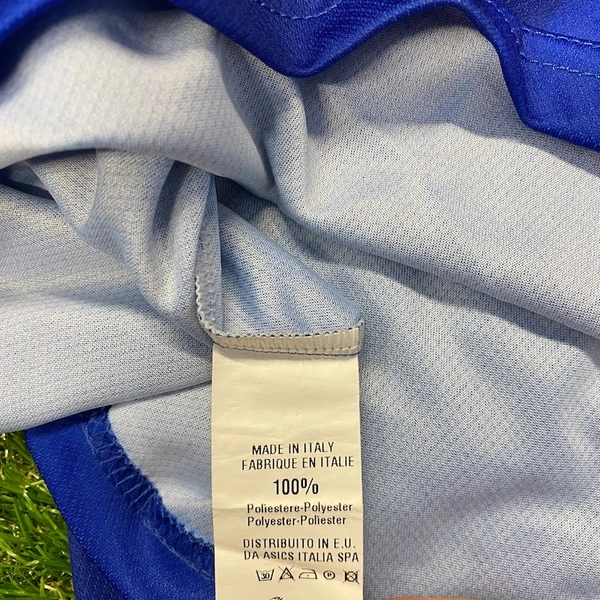 MADE IN ITALY
FABRIQUE EN ITALIE
100%
Poliestere-Polyester
Polyester-Poliester
DISTRIBUITO IN E.U.
DA ASICS ITALIA SPA